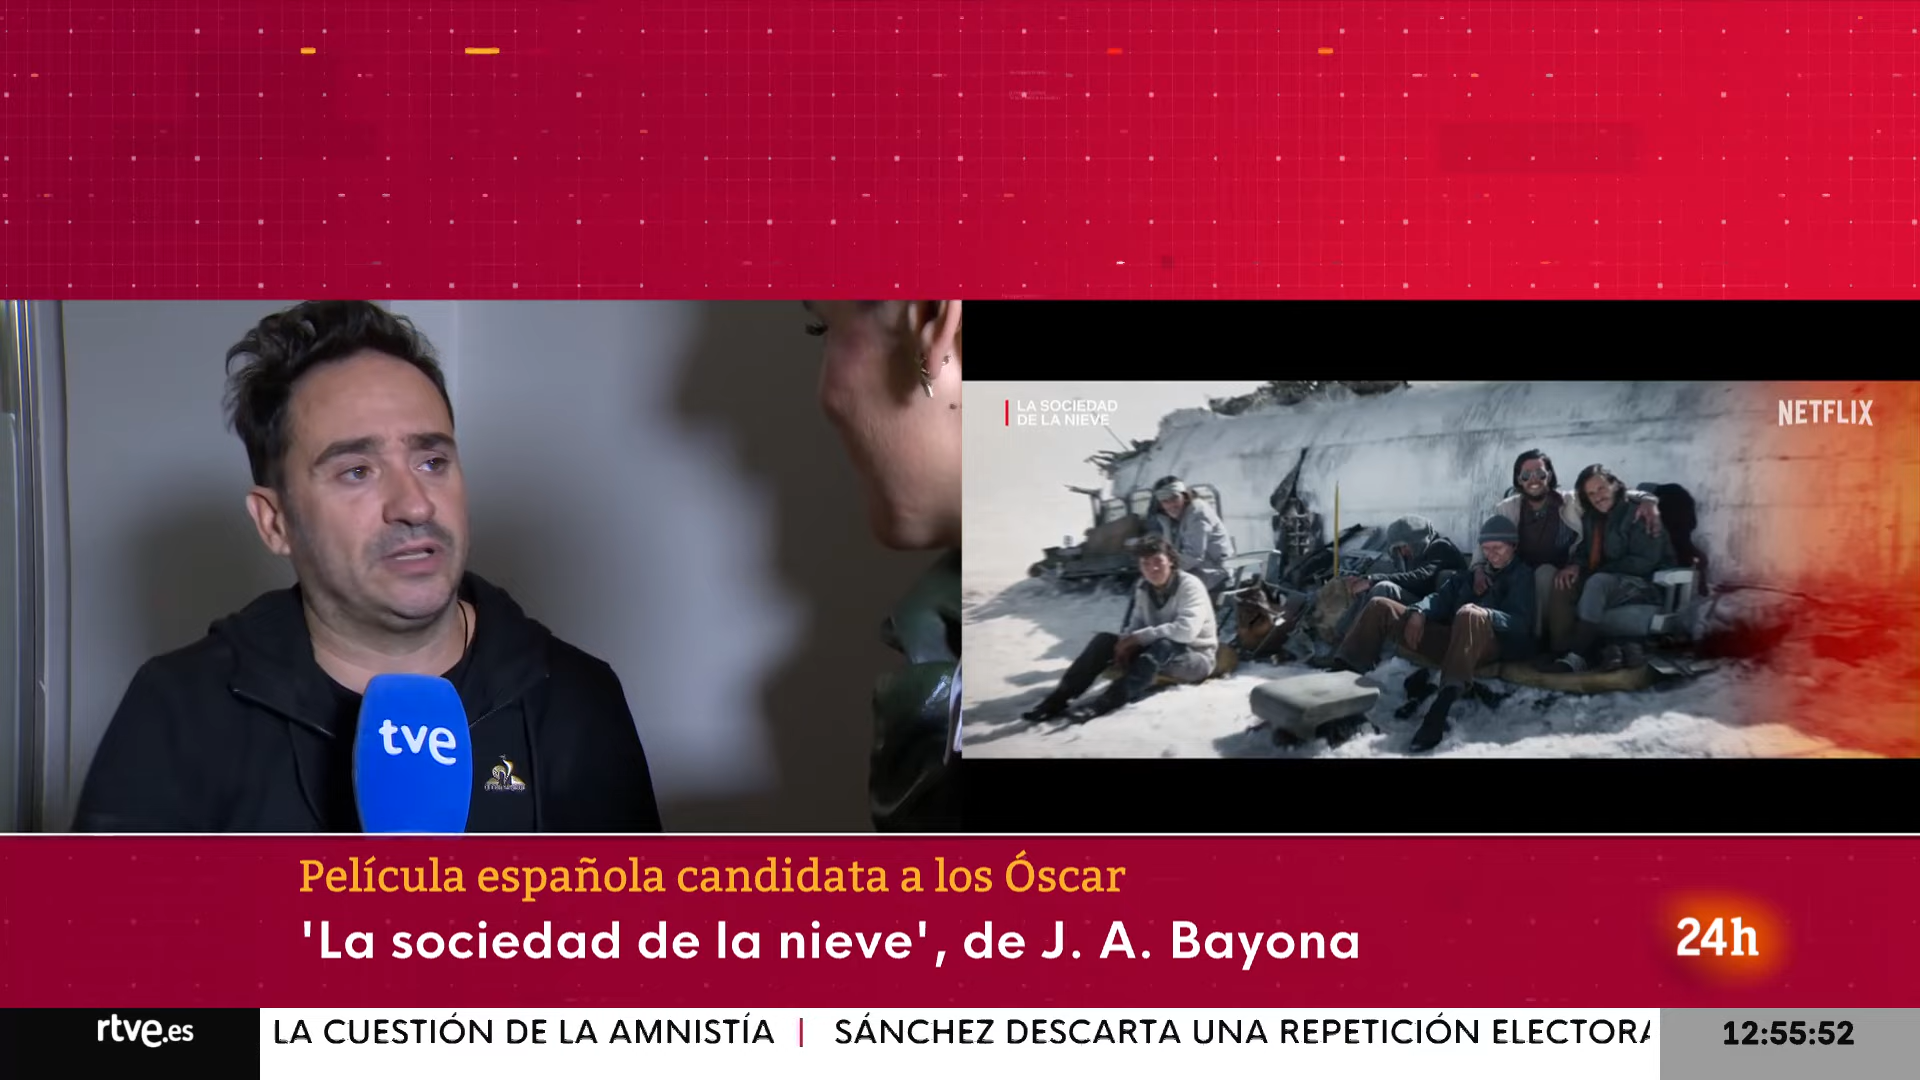 LA SOCIEDAD
DE LA NIEVE
NETFLIX
tve
Película española candidata a los Óscar
'La sociedad de la nieve', de J. A. Bayona
24h
rtve.es
LA CUESTIÓN DE LA AMNISTÍA | SÁNCHEZ DESCARTA UNA REPETICIÓN ELECTORA
12:55:52